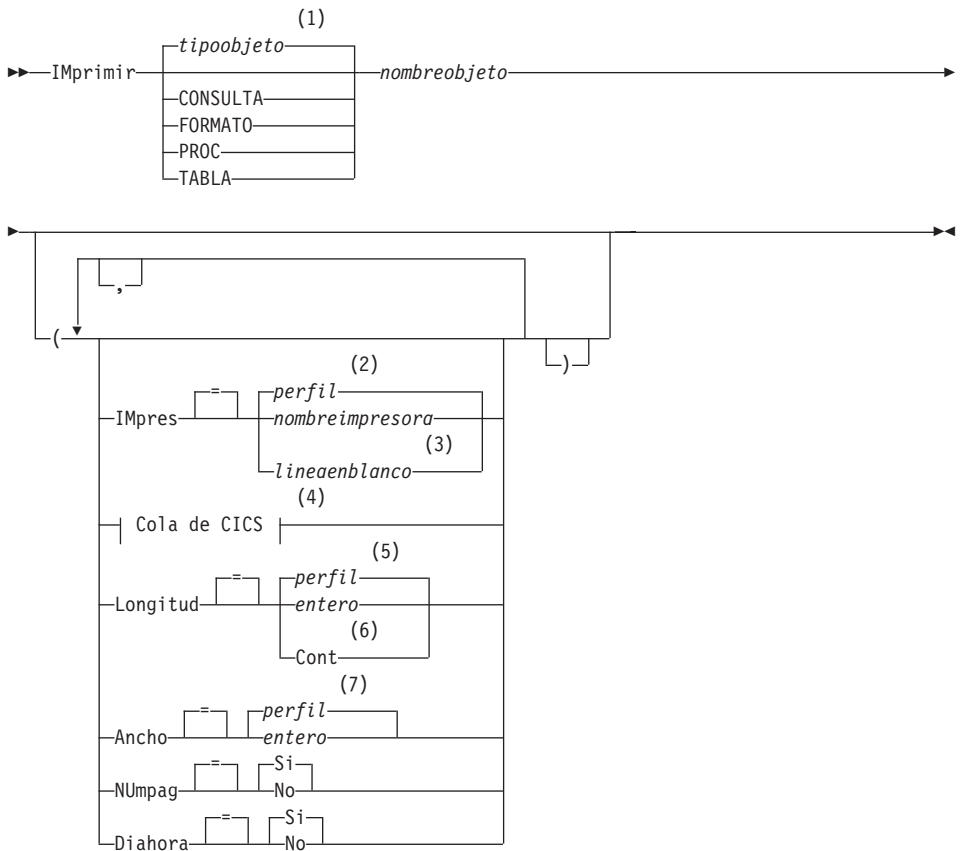 (1)
tipoobjeto
IMprimir nombreobjeto
CONSULTA
FORMATO
PROC
TABLA
,
( )
(2)
= perfil
IMpres nombreimpresora
(3)
lineaenblanco
(4)
Cola de CICS
(5)
= perfil
Longitud entero
(6)
Cont
(7)
= perfil
Ancho entero
= Si
NUmpag No
= Si
Diahora No